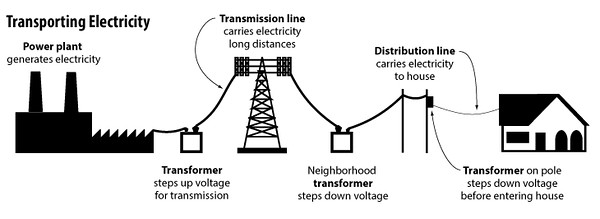 Transporting Electricity
Power plant
generates electricity
Transmission line
carries electricity
long distances
Distribution line
carries electricity
to house
Transformer
steps up voltage
for transmission
Neighborhood
transformer
steps down voltage
Transformer on pole
steps down voltage
before entering house